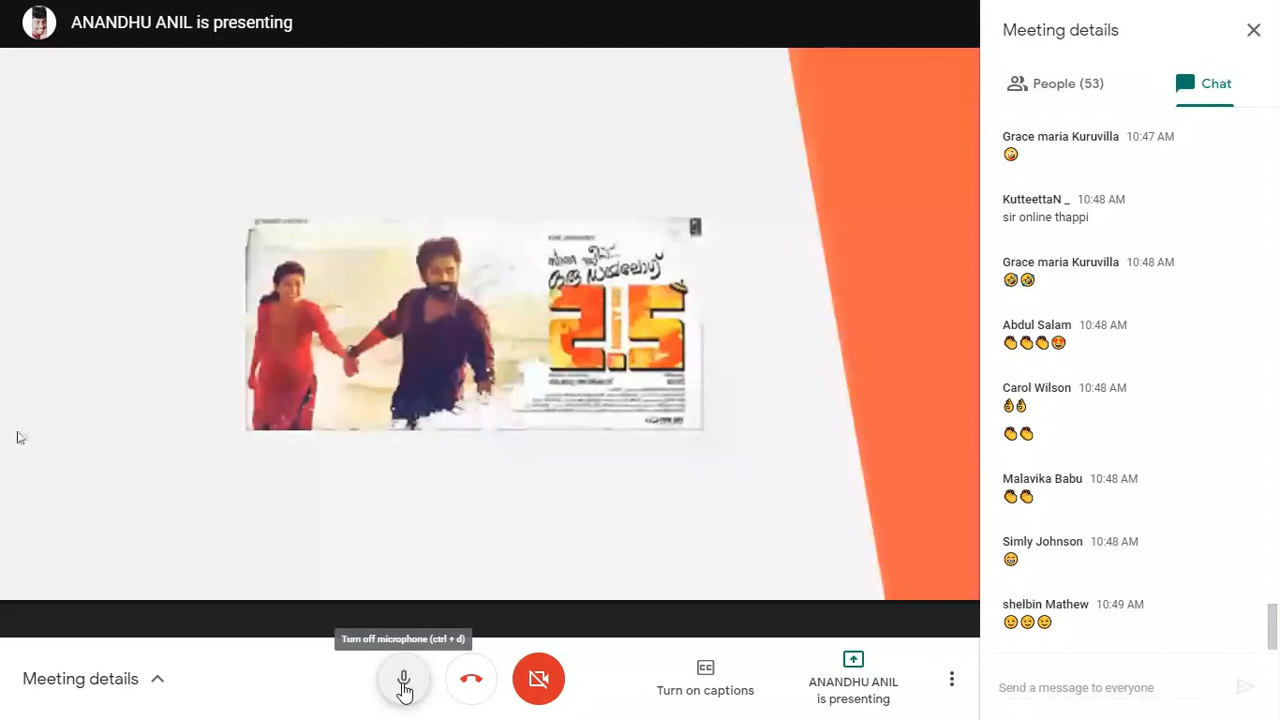 ANANDHU ANIL is presenting
Meeting details
People (53)
Chat
Grace maria Kuruvilla 10:47 AM
🤪
KutteettaN _ 10:48 AM
sir online thappi
Grace maria Kuruvilla 10:48 AM
🤣🤣
Abdul Salam 10:48 AM
👏👏👏😍
Carol Wilson 10:48 AM
👌👌
👏👏
Malavika Babu 10:48 AM
👏👏
Simly Johnson 10:48 AM
😁
shelbin Mathew 10:49 AM
😉😉😉
Send a message to everyone
ഒരു ഡയലോഗ്
Turn off microphone (ctrl + d)
Meeting details
Turn on captions
ANANDHU ANIL
is presenting